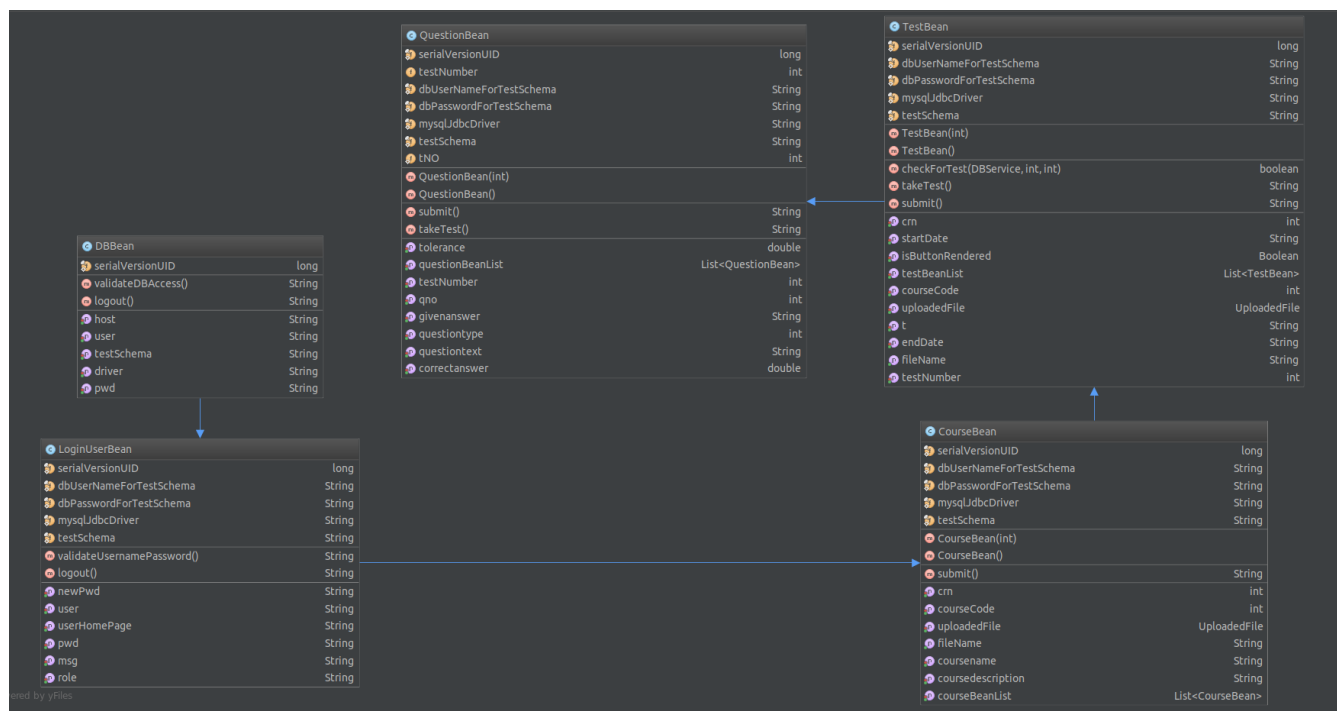 QuestionBean
serialVersionUID long
testNumber int
dbUserNameForTestSchema String
dbPasswordForTestSchema String
mysqlJdbcDriver String
testSchema String
tNO int
QuestionBean(int)
QuestionBean()
submit() String
takeTest() String
tolerance double
questionBeanList List<QuestionBean>
testNumber int
qno int
givenanswer String
questiontype int
questiontext String
correctanswer double
TestBean
serialVersionUID long
dbUserNameForTestSchema String
dbPasswordForTestSchema String
mysqlJdbcDriver String
testSchema String
TestBean(int)
TestBean()
checkForTest(DBService, int, int) boolean
takeTest() String
submit() String
crn int
startDate String
isButtonRendered Boolean
testBeanList List<TestBean>
courseCode int
uploadedFile UploadedFile
t String
endDate String
fileName String
testNumber int
DBBean
serialVersionUID long
validateDBAccess() String
logout() String
host String
user String
testSchema String
driver String
pwd String
LoginUserBean
serialVersionUID long
dbUserNameForTestSchema String
dbPasswordForTestSchema String
mysqlJdbcDriver String
testSchema String
validateUsernamePassword() String
logout() String
newPwd String
user String
userHomePage String
pwd String
msg String
role String
CourseBean
serialVersionUID long
dbUserNameForTestSchema String
dbPasswordForTestSchema String
mysqlJdbcDriver String
testSchema String
CourseBean(int)
CourseBean()
submit() String
crn int
courseCode int
uploadedFile UploadedFile
fileName String
coursename String
coursedescription String
courseBeanList List<CourseBean>
ered by yFiles